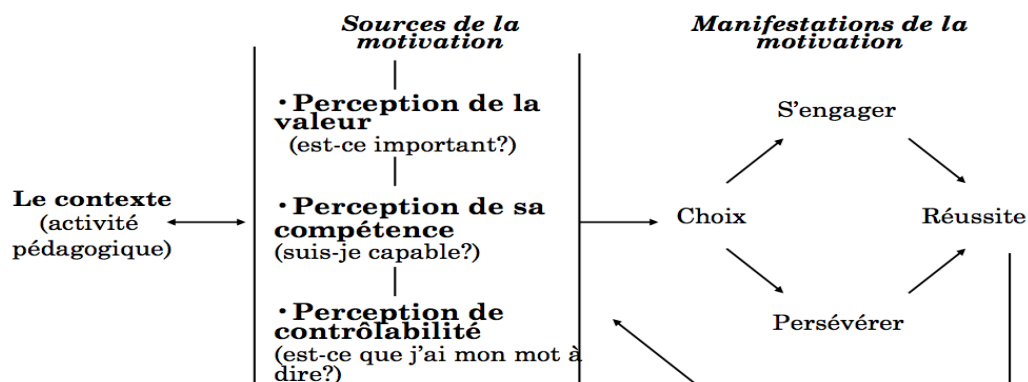 Sources de la
motivation
Manifestations de la
motivation
•Perception de la
valeur
(est-ce important?)
S'engager
Le contexte
(activité
pédagogique)
•Perception de sa
compétence
(suis-je capable?)
Choix
Réussite
•Perception de
contrôlabilité
(est-ce que j'ai mon mot à
dire?)
Persévérer